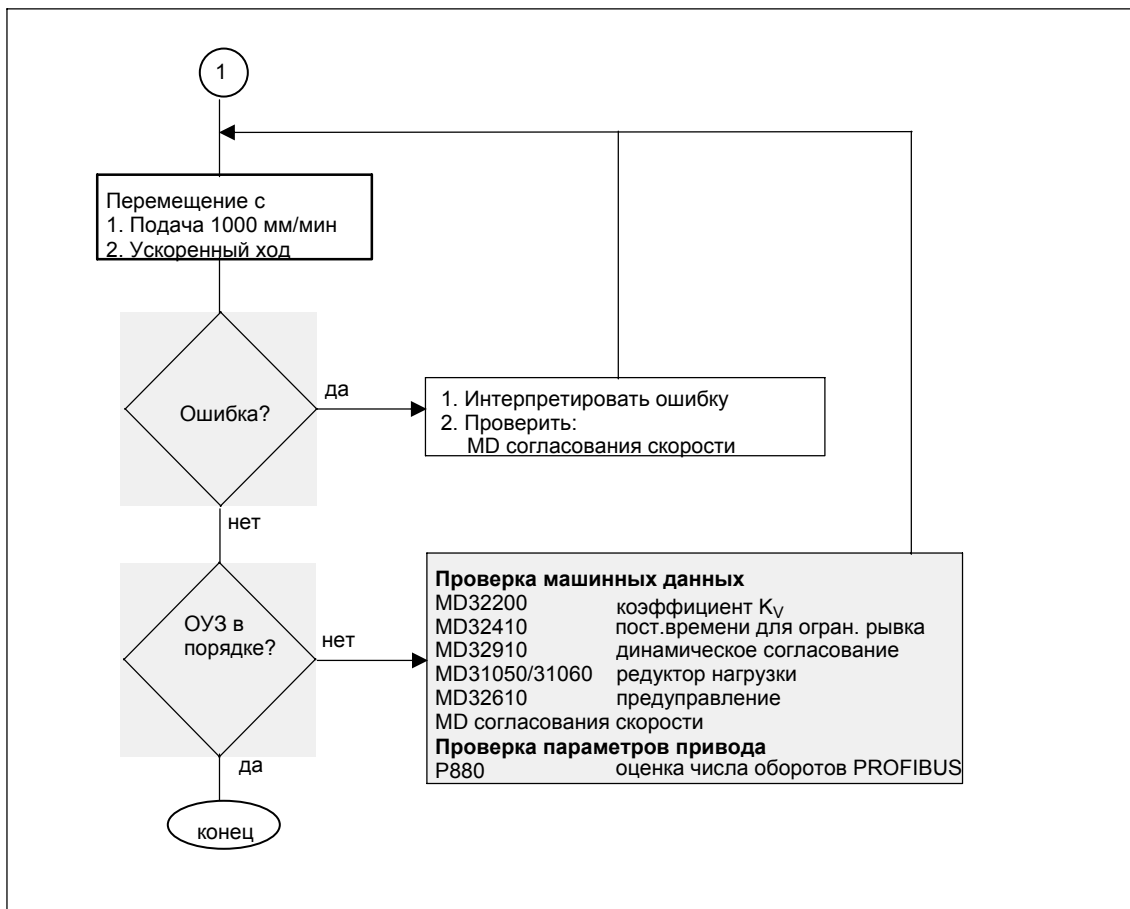 1
Перемещение с
1. Подача 1000 мм/мин
2. Ускоренный ход
Ошибка?
да
1. Интерпретировать ошибку
2. Проверить:
MD согласования скорости
нет
ОУЗ в
порядке?
нет
Проверка машинных данных
MD32200 коэффициент KV
MD32410 пост.времени для огран. рывка
MD32910 динамическое согласование
MD31050/31060 редуктор нагрузки
MD32610 предуправление
MD согласования скорости
Проверка параметров привода
P880 оценка числа оборотов PROFIBUS
да
конец